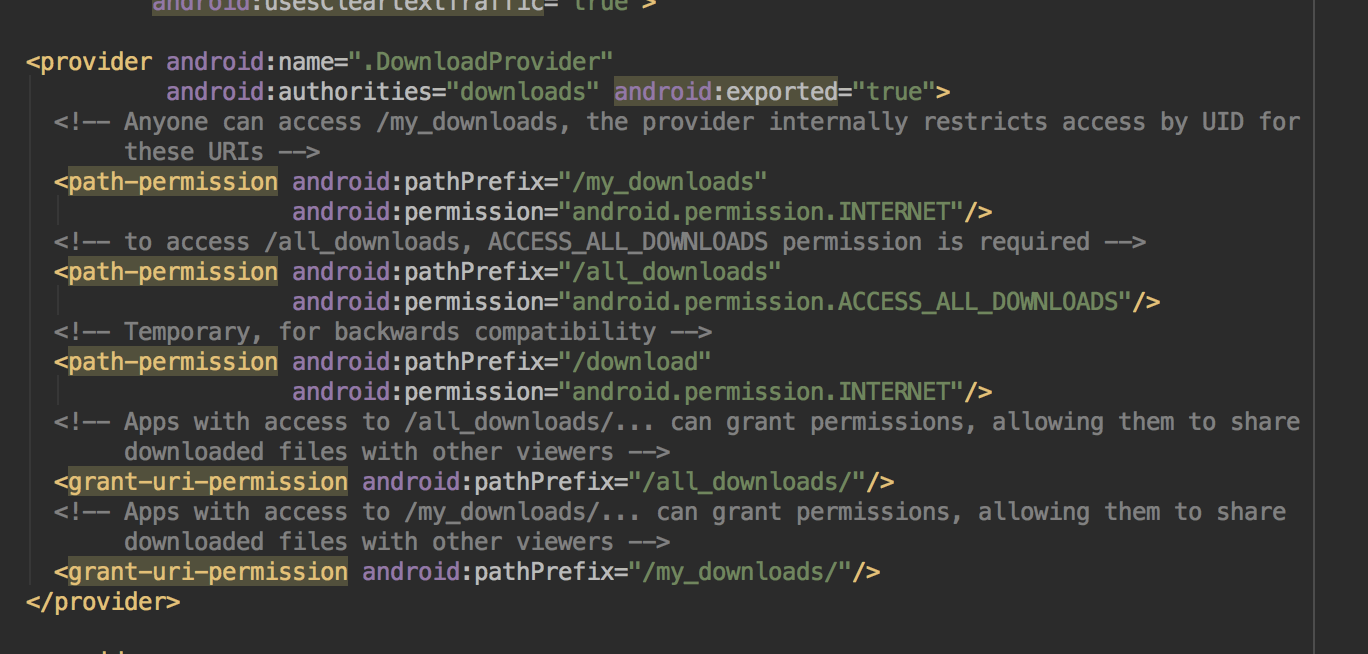 android:usesCleartextTraffic="true">
<provider android:name=".DownloadProvider"
android:authorities="downloads" android:exported="true">
<!-- Anyone can access /my_downloads, the provider internally restricts access by UID for
these URIs -->
<path-permission android:pathPrefix="/my_downloads"
android:permission="android.permission.INTERNET"/>
<!-- to access /all_downloads, ACCESS_ALL_DOWNLOADS permission is required -->
<path-permission android:pathPrefix="/all_downloads"
android:permission="android.permission.ACCESS_ALL_DOWNLOADS"/>
<!-- Temporary, for backwards compatibility -->
<path-permission android:pathPrefix="/download"
android:permission="android.permission.INTERNET"/>
<!-- Apps with access to /all_downloads/... can grant permissions, allowing them to share
downloaded files with other viewers -->
<grant-uri-permission android:pathPrefix="/all_downloads/"/>
<!-- Apps with access to /my_downloads/... can grant permissions, allowing them to share
downloaded files with other viewers -->
<grant-uri-permission android:pathPrefix="/my_downloads/"/>
</provider>